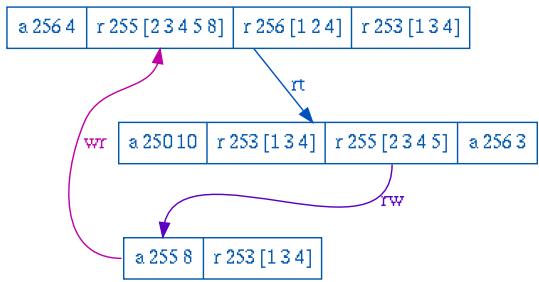 a 256 4 r 255 [2 3 4 5 8] r 256 [1 2 4] r 253 [1 3 4]
rt
wr
a 250 10 r 253 [1 3 4] r 255 [2 3 4 5] a 256 3
rw
a 255 8 r 253 [1 3 4]